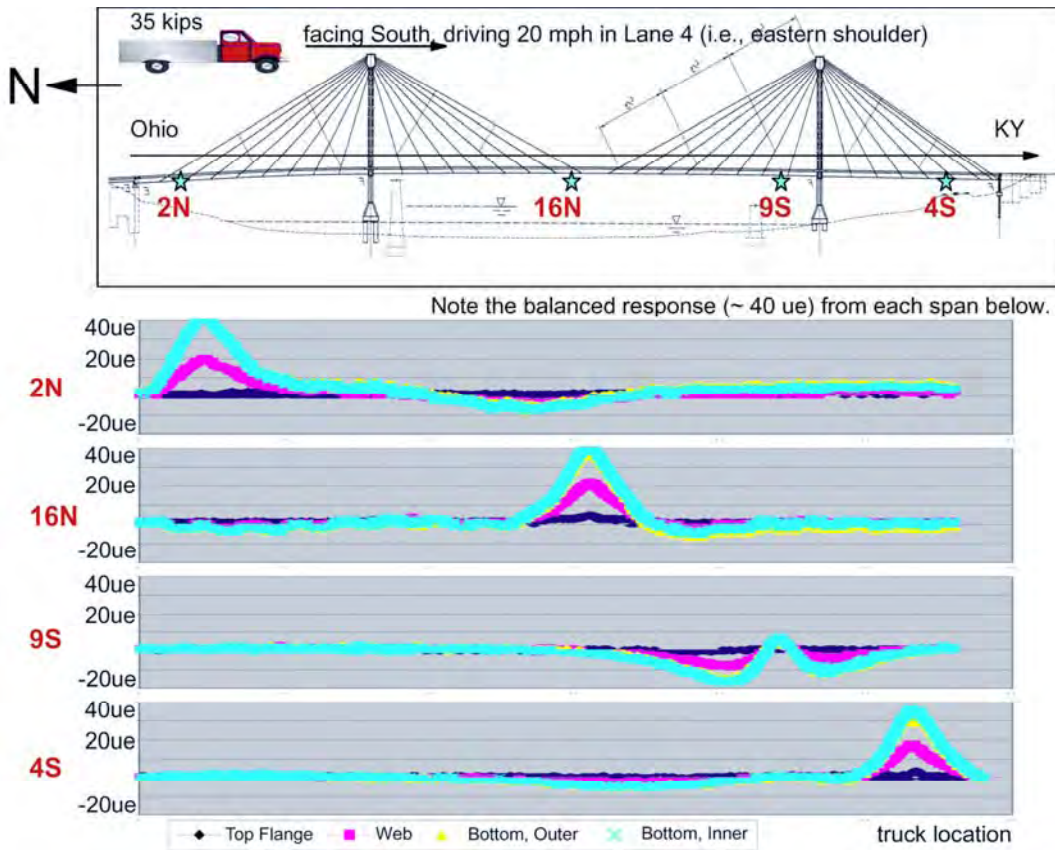 35 kips
facing South, driving 20 mph in Lane 4 (i.e., eastern shoulder)
N
Ohio
KY
2N
16N
9S
4S
Note the balanced response (~ 40 ue) from each span below.
40ue
20ue
2N
-20ue
40ue
20ue
16N
-20ue
40ue
20ue
9S
-20ue
40ue
20ue
4S
-20ue
Top Flange Web Bottom, Outer Bottom, Inner
truck location